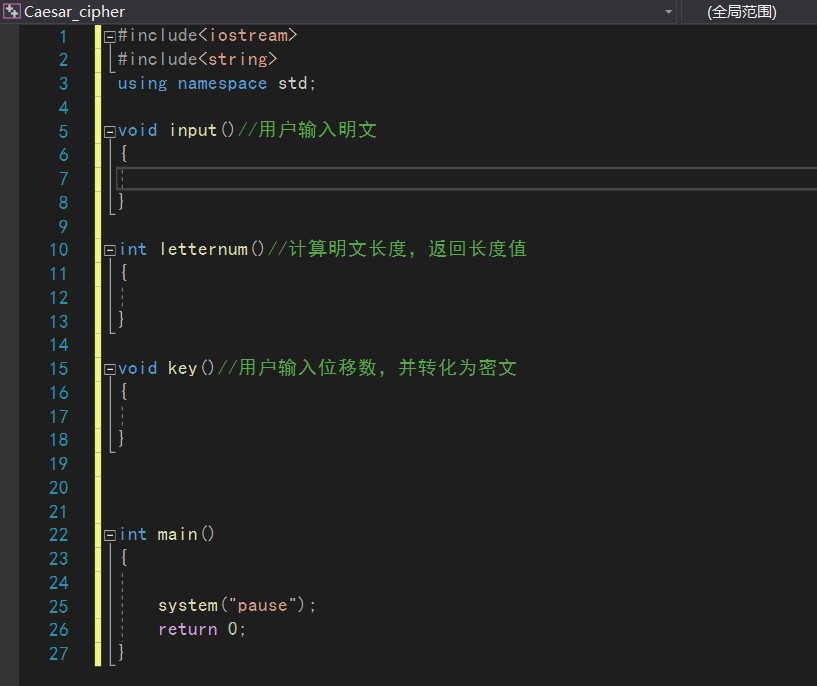 Caesar_cipher (全局范围)
1 #include<iostream>
2 #include<string>
3 using namespace std;
4
5 void input()//用户输入明文
6 {
7
8 }
9
10 int letternum()//计算明文长度，返回长度值
11 {
12
13 }
14
15 void key()//用户输入位移数，并转化为密文
16 {
17
18 }
19
20
21
22 int main()
23 {
24
25 system("pause");
26 return 0;
27 }